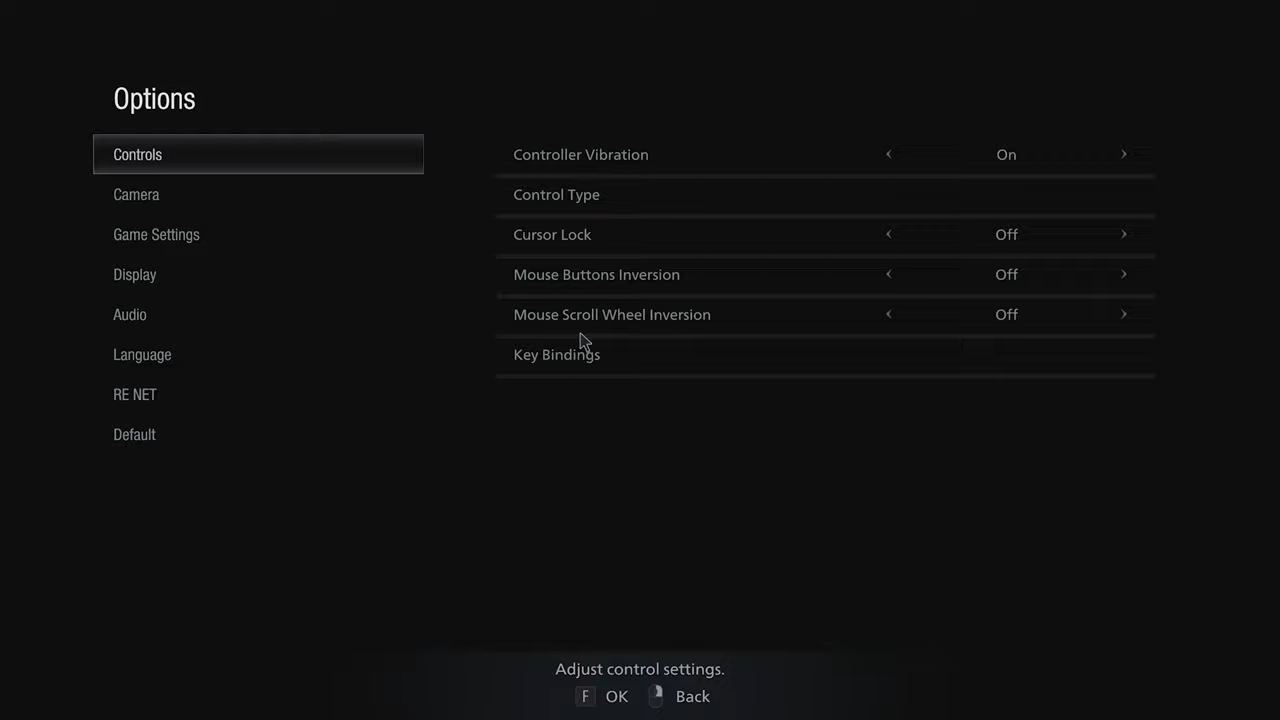 Options
Controls
Camera
Game Settings
Display
Audio
Language
RE NET
Default
Controller Vibration On
Control Type
Cursor Lock Off
Mouse Buttons Inversion Off
Mouse Scroll Wheel Inversion Off
Key Bindings
Adjust control settings.
F OK Back